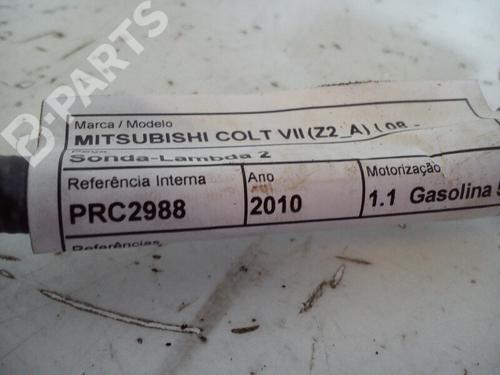 B-PARTS
Marca / Modelo
MITSUBISHI COLT VII (Z2_A) | 08 -
Peça
Sonda-Lambda 2
Referência Interna
PRC2988
Ano
2010
Motorização
1.1 Gasolina 5
Referências